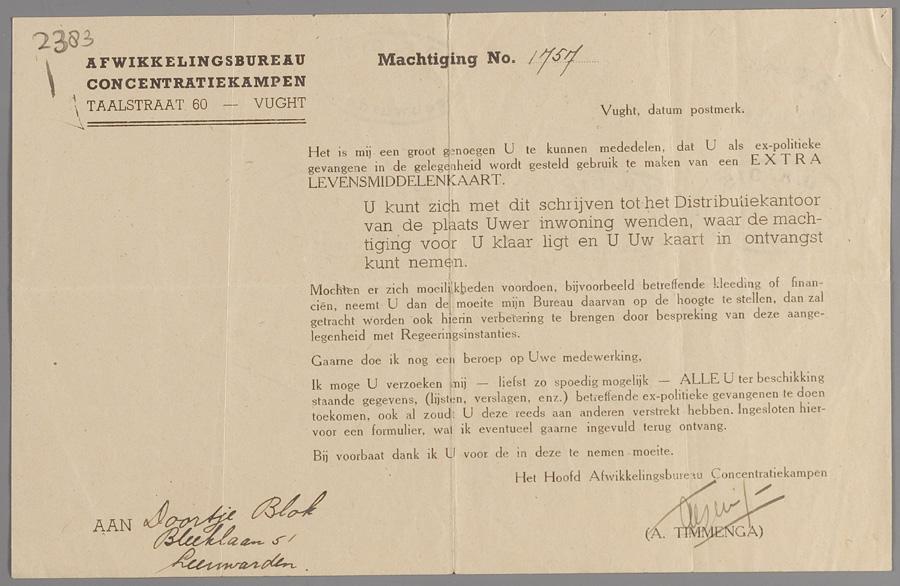 2383
AFWIKKELINGSBUREAU
CONCENTRATIEKAMPEN
TAALSTRAAT 60 — VUGHT
Machtiging No. 1757
Vught, datum postmerk.
Het is mij een groot genoegen U te kunnen mededelen, dat U als ex-politieke
gevangene in de gelegenheid wordt gesteld gebruik te maken van een EXTRA
LEVENSMIDDELENKAART.
U kunt zich met dit schrijven tot het Distributiekantoor
van de plaats Uwer inwoning wenden, waar de mach-
tiging voor U klaar ligt en U Uw kaart in ontvangst
kunt nemen.
Mochten er zich moeilijkheden voordoen, bijvoorbeeld betreffende kleeding of finan-
ciën, neemt U dan de moeite mijn Bureau daarvan op de hoogte te stellen, dan zal
getracht worden ook hierin verbetering te brengen door bespreking van deze aange-
legenheid met Regeeringsinstanties.
Gaarne doe ik nog een beroep op Uwe medewerking.
Ik moge U verzoeken mij — liefst zo spoedig mogelijk — ALLE U ter beschikking
staande gegevens, (lijsten, verslagen, enz.) betreffende ex-politieke gevangenen te doen
toekomen, ook al zoudt U deze reeds aan anderen verstrekt hebben. Ingesloten hier-
voor een formulier, wat ik eventueel gaarne ingevuld terug ontvang.
Bij voorbaat dank ik U voor de in deze te nemen moeite.
Het Hoofd Afwikkelingsbureau Concentratiekampen
(A. TIMMENGA)
AAN Doortje Blok
Bleeklaan 51
Leeuwarden.